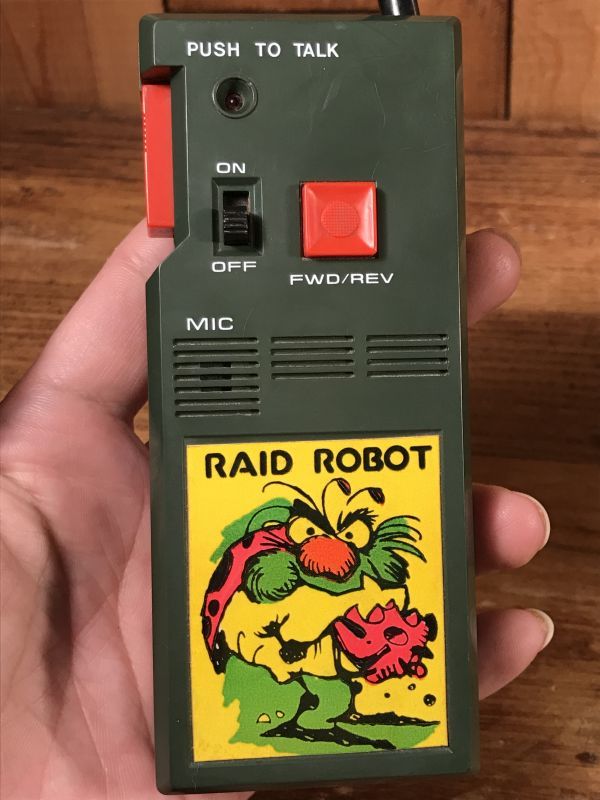 PUSH TO TALK
ON
OFF
FWD/REV
MIC
RAID ROBOT